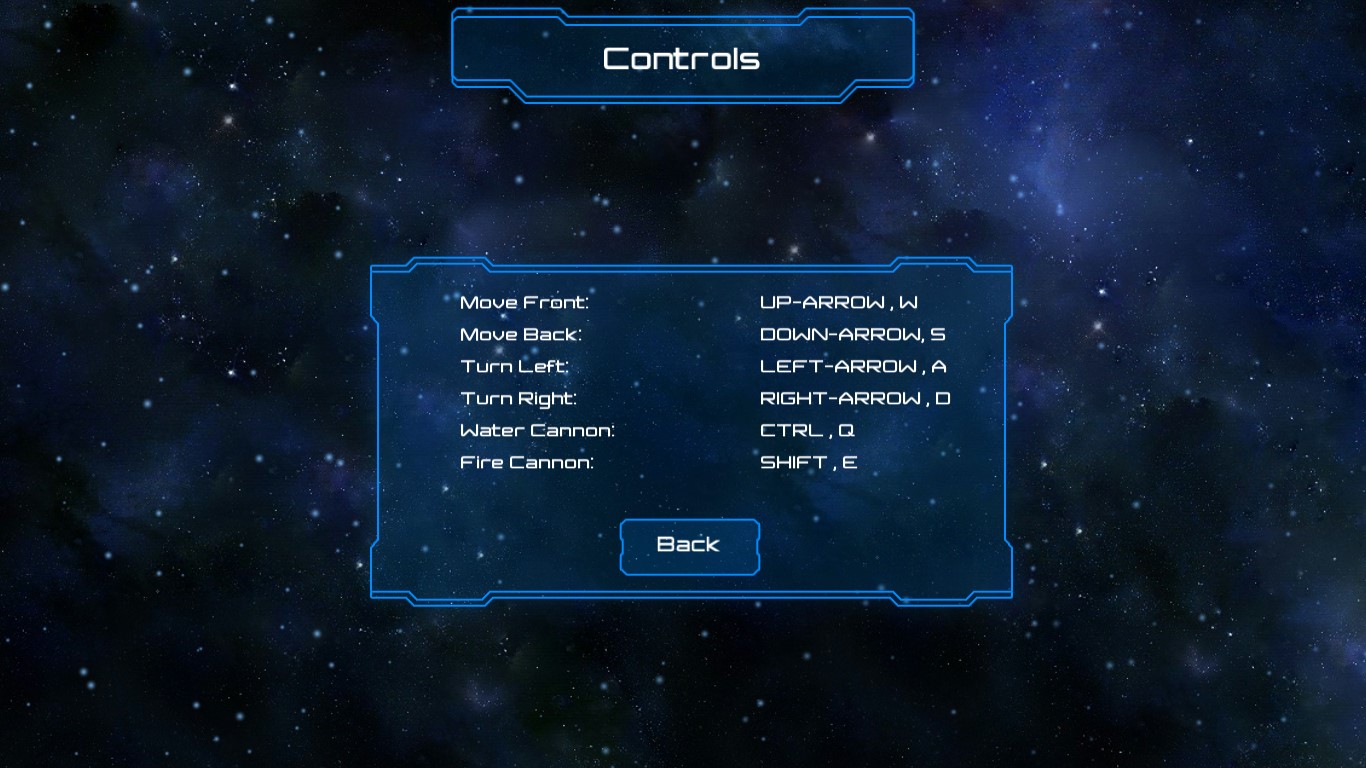 Controls
Move Front: UP-ARROW , W
Move Back: DOWN-ARROW, S
Turn Left: LEFT-ARROW , A
Turn Right: RIGHT-ARROW , D
Water Cannon: CTRL , Q
Fire Cannon: SHIFT , E
Back